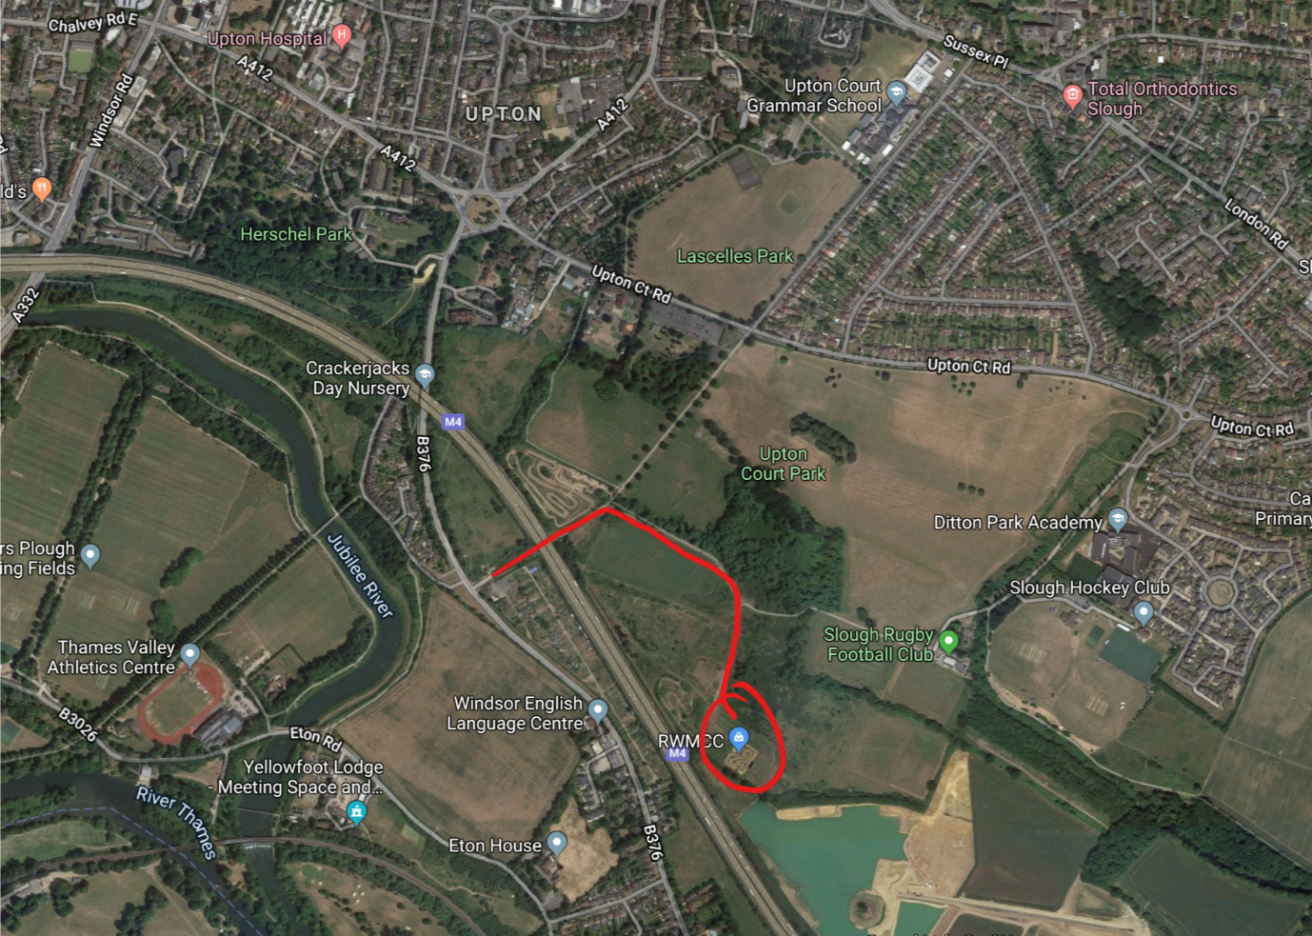 Chalvey Rd E
Upton Hospital
A412
Windsor Rd
UPTON
A412
A412
Upton Court
Grammar School
Sussex Pl
Total Orthodontics
Slough
London Rd
ld's
Herschel Park
Lascelles Park
Upton Ct Rd
A332
Crackerjacks
Day Nursery
M4
B376
Upton Ct Rd
Upton Ct Rd
Upton
Court Park
Ca
Primary
Ditton Park Academy
rs Plough
ing Fields
Jubilee River
Slough Hockey Club
Slough Rugby
Football Club
Thames Valley
Athletics Centre
B3026
Eton Rd
Windsor English
Language Centre
RWMCC
M4
Yellowfoot Lodge
- Meeting Space and...
River Thames
Eton House
B376